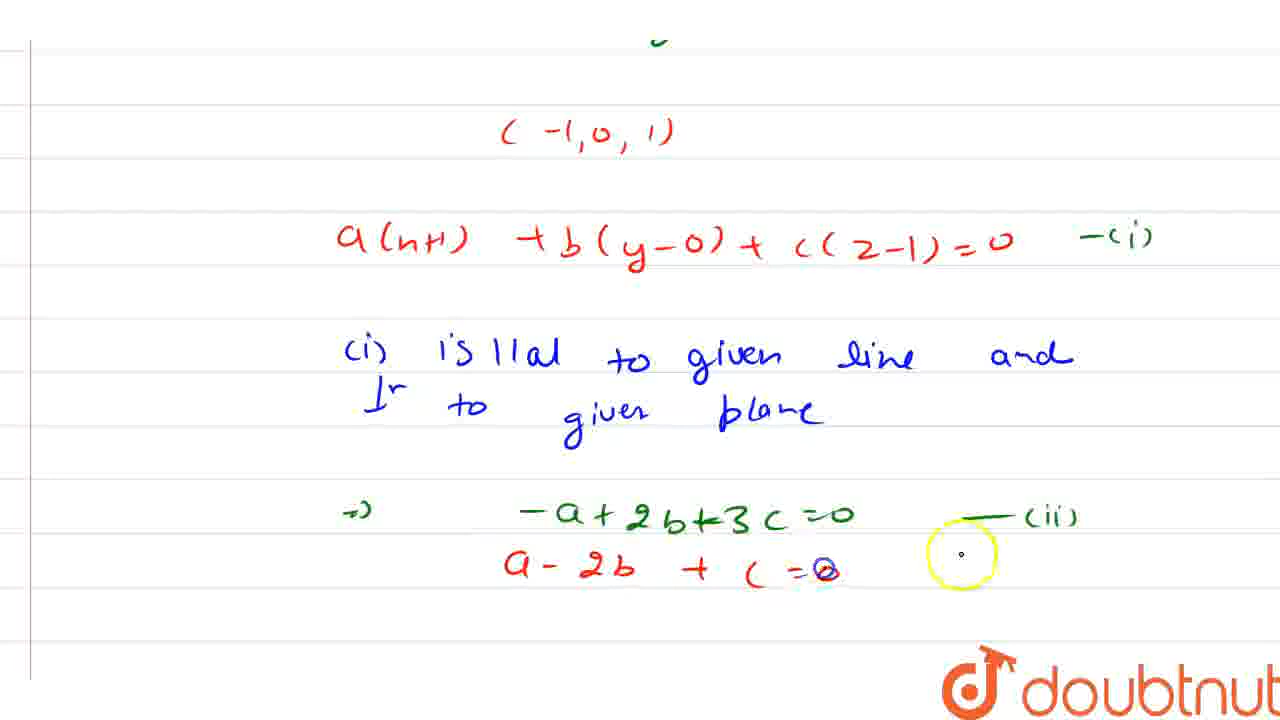 ( -1, 0, 1)
a(n+1) + b(y-0) + c(z-1) = 0 -(i)
(i) is ||al to given line and
⊥r to given plane
=> -a + 2b + 3c = 0 —(ii)
a - 2b + c = 0
doubtnut